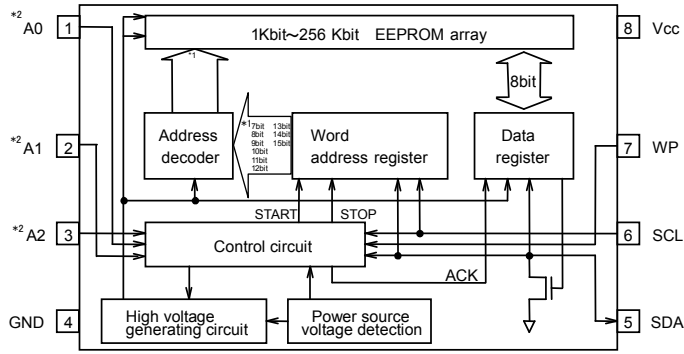 *2 A0 1
1Kbit~256 Kbit EEPROM array
8 Vcc
*1
8bit
*2 A1 2
Address
decoder
*1 7bit 13bit
8bit 14bit
9bit 15bit
10bit
11bit
12bit
Word
address register
Data
register
7 WP
START STOP
*2 A2 3
Control circuit
6 SCL
ACK
GND 4
High voltage
generating circuit
Power source
voltage detection
5 SDA